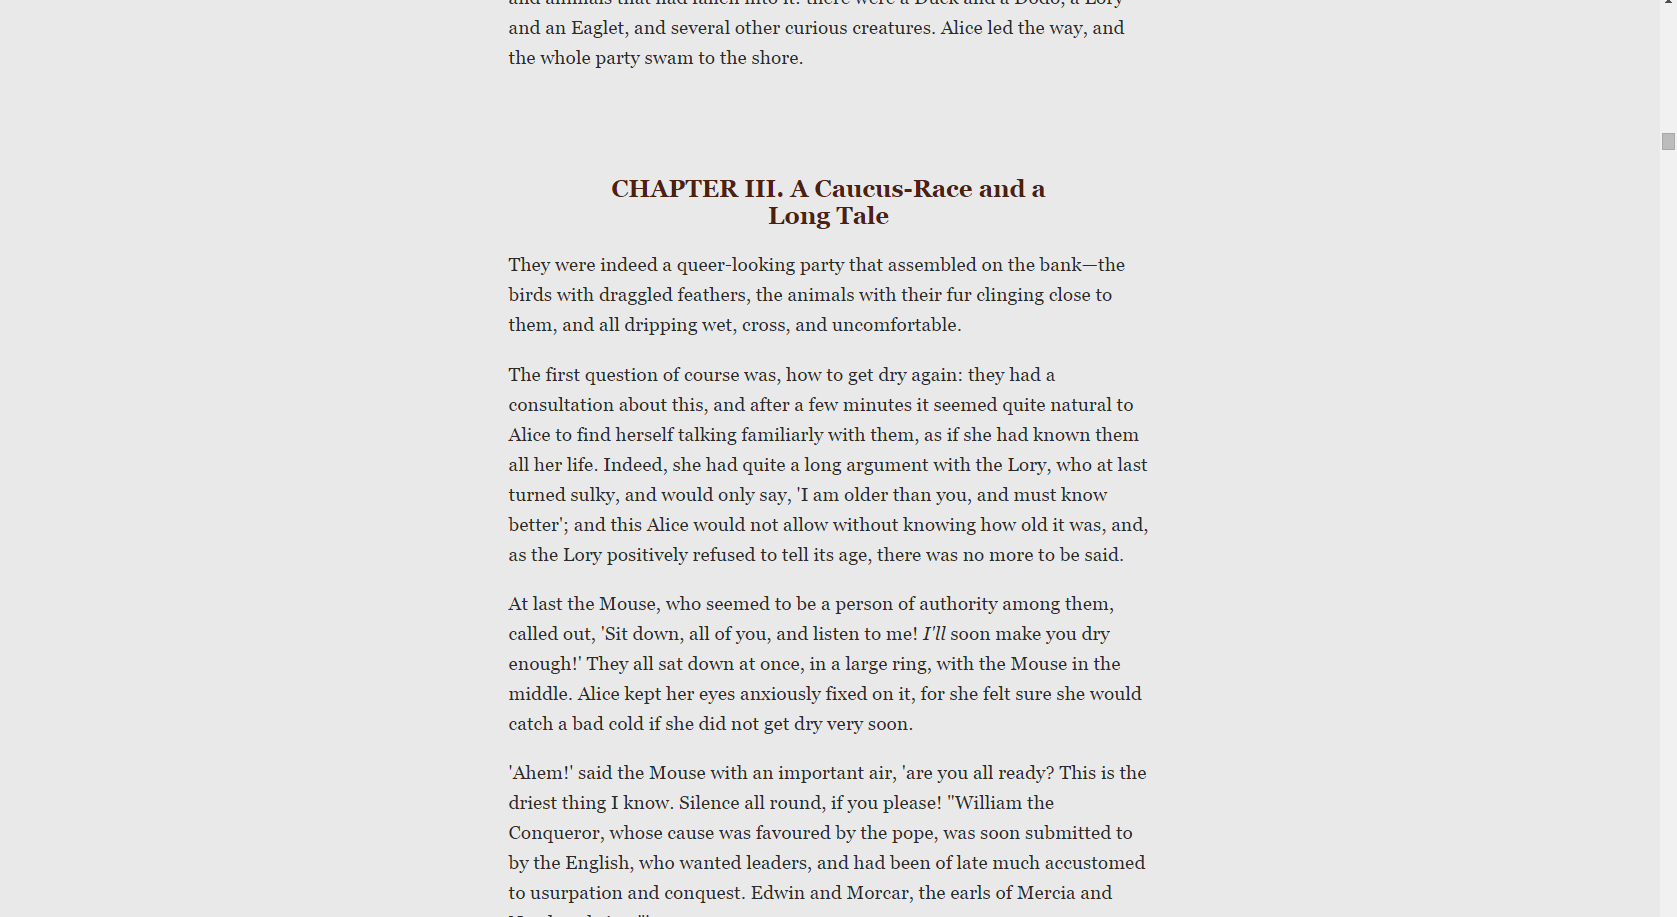 and animals that had fallen into it: there were a Duck and a Dodo, a Lory
and an Eaglet, and several other curious creatures. Alice led the way, and
the whole party swam to the shore.
CHAPTER III. A Caucus-Race and a
Long Tale
They were indeed a queer-looking party that assembled on the bank—the
birds with draggled feathers, the animals with their fur clinging close to
them, and all dripping wet, cross, and uncomfortable.
The first question of course was, how to get dry again: they had a
consultation about this, and after a few minutes it seemed quite natural to
Alice to find herself talking familiarly with them, as if she had known them
all her life. Indeed, she had quite a long argument with the Lory, who at last
turned sulky, and would only say, 'I am older than you, and must know
better'; and this Alice would not allow without knowing how old it was, and,
as the Lory positively refused to tell its age, there was no more to be said.
At last the Mouse, who seemed to be a person of authority among them,
called out, 'Sit down, all of you, and listen to me! I'll soon make you dry
enough!' They all sat down at once, in a large ring, with the Mouse in the
middle. Alice kept her eyes anxiously fixed on it, for she felt sure she would
catch a bad cold if she did not get dry very soon.
'Ahem!' said the Mouse with an important air, 'are you all ready? This is the
driest thing I know. Silence all round, if you please! "William the
Conqueror, whose cause was favoured by the pope, was soon submitted to
by the English, who wanted leaders, and had been of late much accustomed
to usurpation and conquest. Edwin and Morcar, the earls of Mercia and